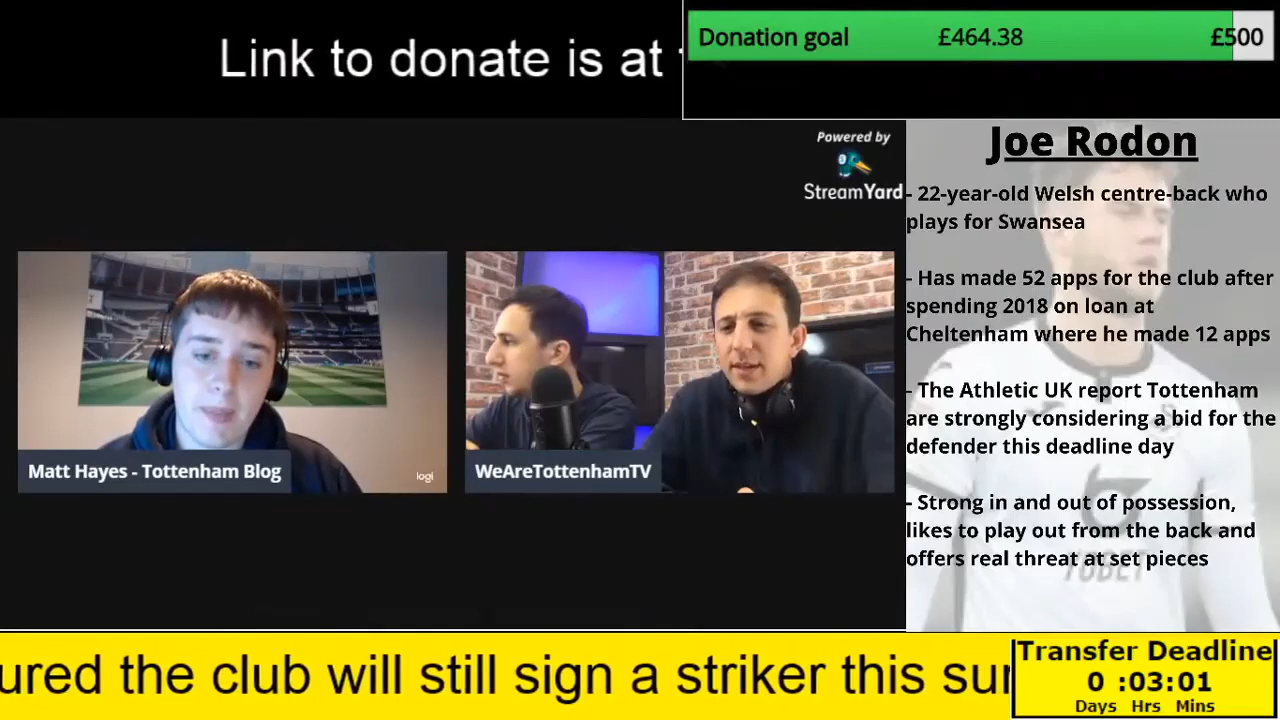 Link to donate is at
Donation goal £464.38 £500
Powered by
StreamYard
Joe Rodon
- 22-year-old Welsh centre-back who
plays for Swansea
- Has made 52 apps for the club after
spending 2018 on loan at
Cheltenham where he made 12 apps
- The Athletic UK report Tottenham
are strongly considering a bid for the
defender this deadline day
- Strong in and out of possession,
likes to play out from the back and
offers real threat at set pieces
Matt Hayes - Tottenham Blog
logi
WeAreTottenhamTV
ured the club will still sign a striker this sur
Transfer Deadline
0 :03:01
Days Hrs Mins